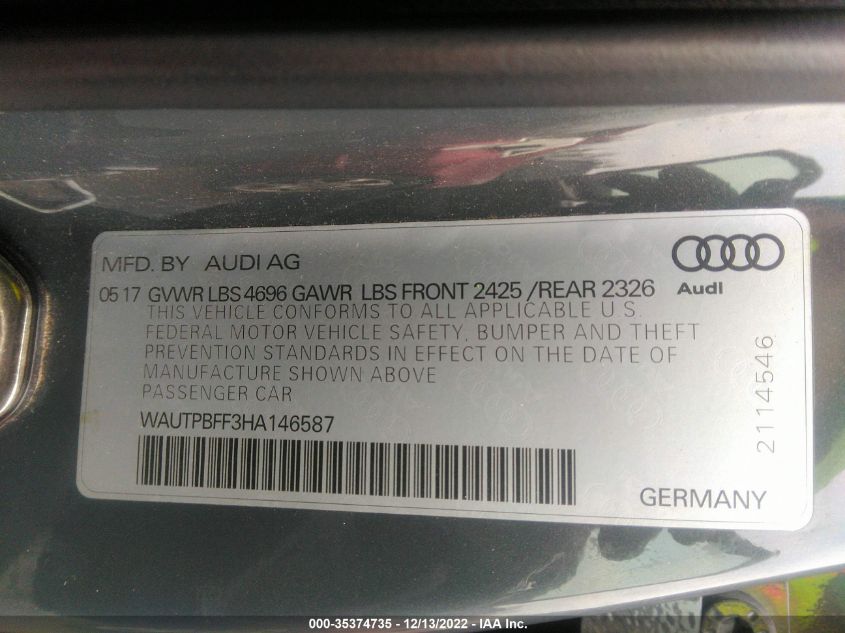 MFD. BY AUDI AG
Audi
05 17 GVWR LBS 4696 GAWR LBS FRONT 2425 /REAR 2326
THIS VEHICLE CONFORMS TO ALL APPLICABLE U.S.
FEDERAL MOTOR VEHICLE SAFETY, BUMPER AND THEFT
PREVENTION STANDARDS IN EFFECT ON THE DATE OF
MANUFACTURE SHOWN ABOVE
PASSENGER CAR
WAUTPBFF3HA146587
2114546
GERMANY
000-35374735 - 12/13/2022 - IAA Inc.